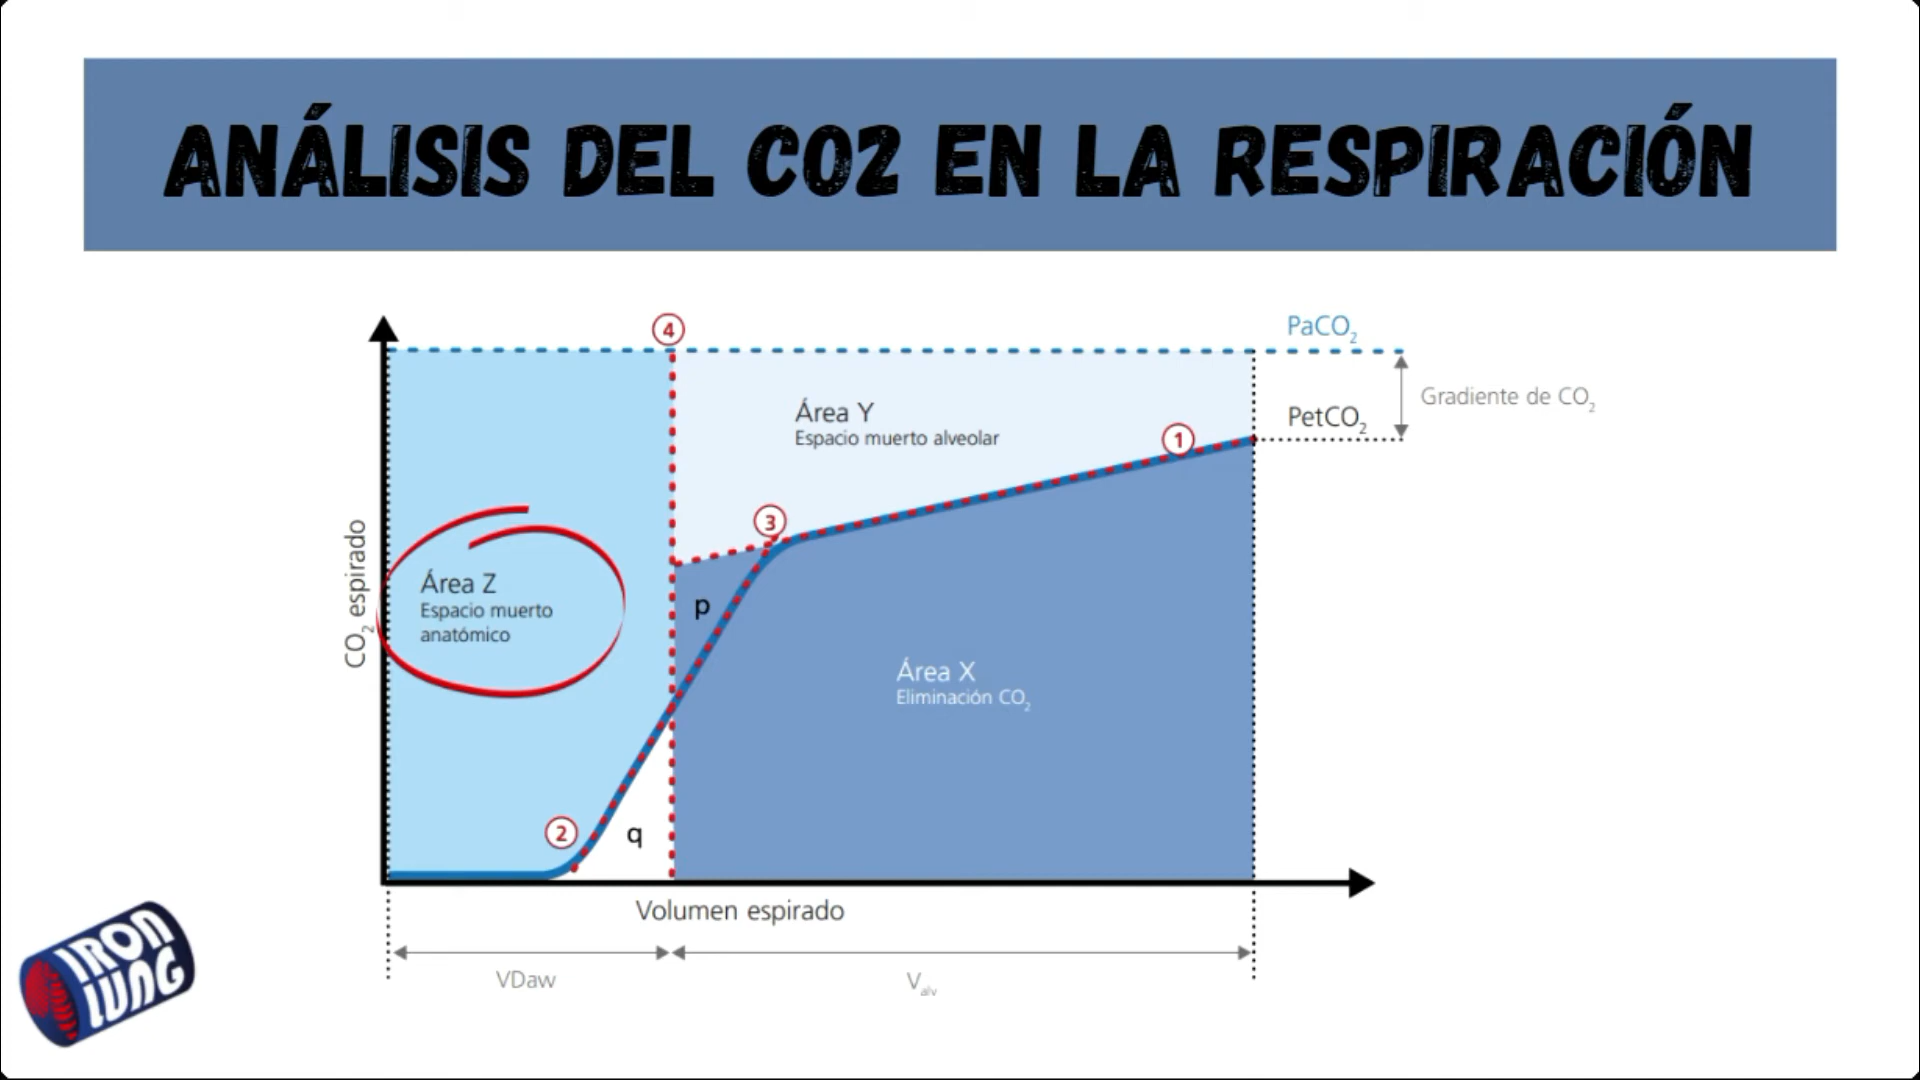 ANÁLISIS DEL CO2 EN LA RESPIRACIÓN
4
PaCO2
Gradiente de CO2
PetCO2
Área Y
Espacio muerto alveolar
1
3
CO2 espirado
Área Z
Espacio muerto
anatómico
p
Área X
Eliminación CO2
2
q
Volumen espirado
VDaw
Valv
IRON
LUNG